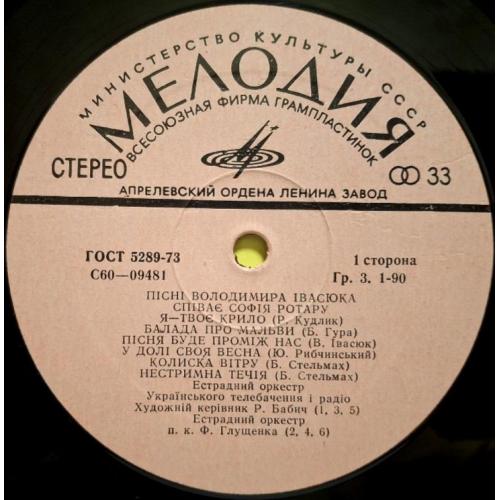 МИНИСТЕРСТВО КУЛЬТУРЫ СССР
МЕЛОДИЯ
ВСЕСОЮЗНАЯ ФИРМА ГРАМПЛАСТИНОК
СТЕРЕО
33
АПРЕЛЕВСКИЙ ОРДЕНА ЛЕНИНА ЗАВОД
ГОСТ 5289-73
1 сторона
С60—09481
Гр. 3. 1-90
ПІСНІ ВОЛОДИМИРА ІВАСЮКА
СПІВАЄ СОФІЯ РОТАРУ
Я—ТВОЄ КРИЛО (Р. Кудлик)
БАЛАДА ПРО МАЛЬВИ (Б. Гура)
ПІСНЯ БУДЕ ПРОМІЖ НАС (В. Івасюк)
У ДОЛІ СВОЯ ВЕСНА (Ю. Рибчинський)
КОЛИСКА ВІТРУ (Б. Стельмах)
НЕСТРИМНА ТЕЧІЯ (Б. Стельмах)
Естрадний оркестр
Українського телебачення і радіо
Художній керівник Р. Бабич (1, 3, 5)
Естрадний оркестр
п. к. Ф. Глущенка (2, 4, 6)